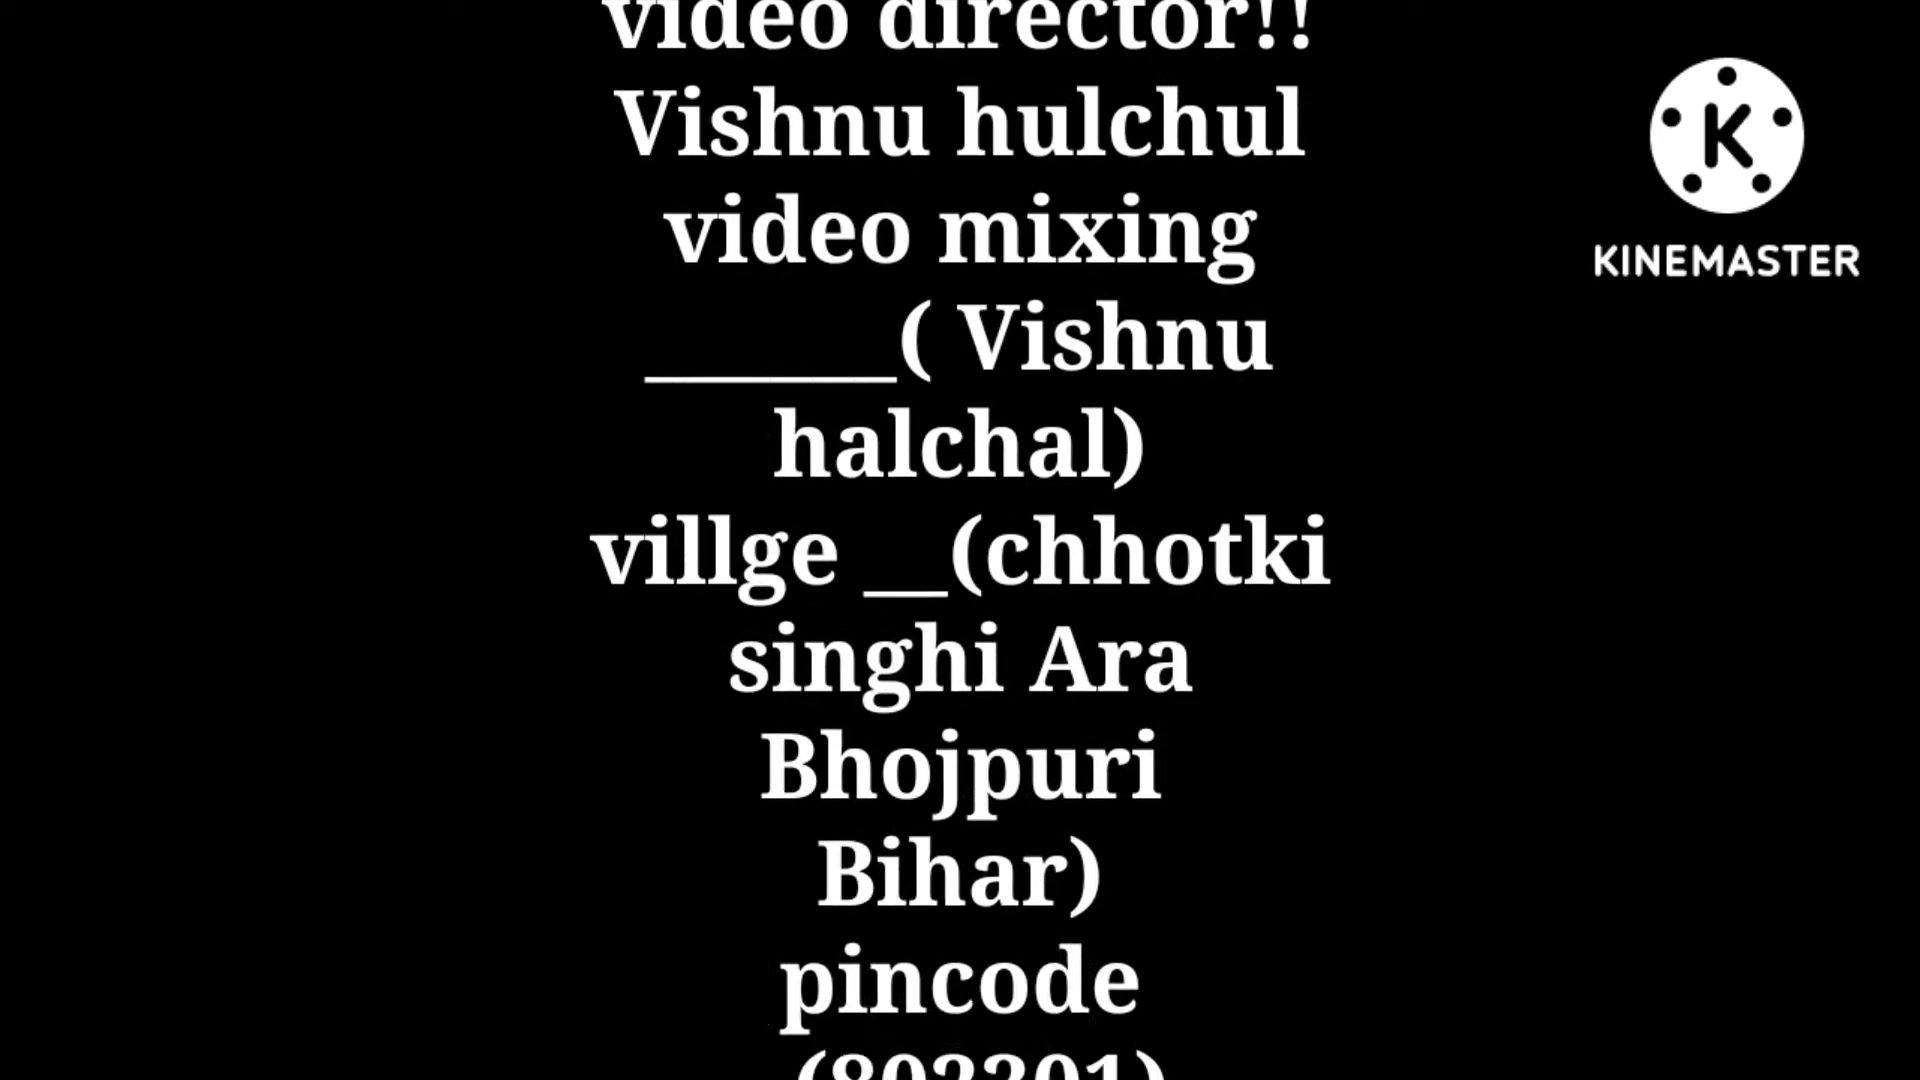 video director!!
Vishnu hulchul
video mixing
______( Vishnu
halchal)
villge __(chhotki
singhi Ara
Bhojpuri
Bihar)
pincode
K
KINEMASTER